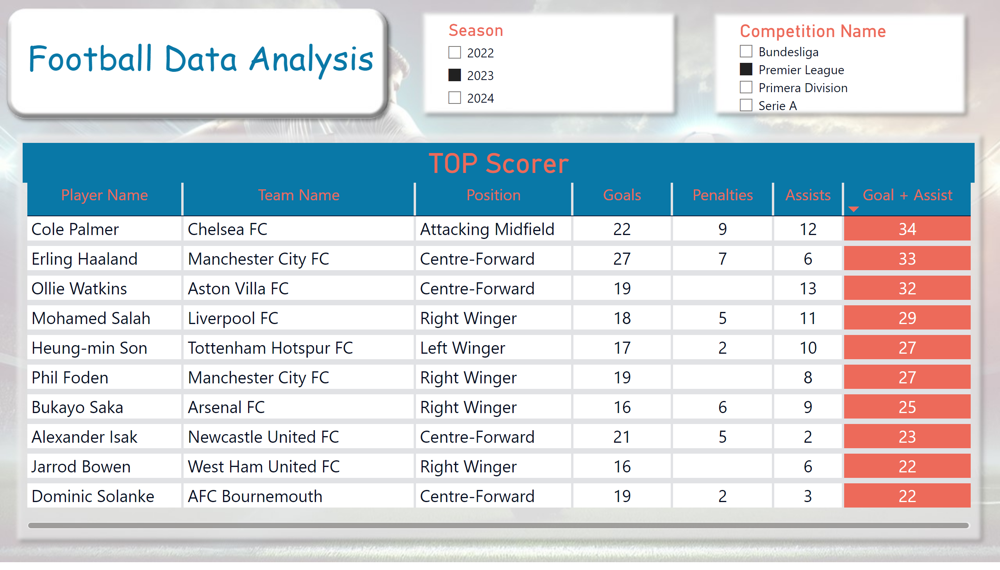 Football Data Analysis
Season
2022
2023
2024
Competition Name
Bundesliga
Premier League
Primera Division
Serie A
TOP Scorer
Player Name Team Name Position Goals Penalties Assists Goal + Assist
Cole Palmer Chelsea FC Attacking Midfield 22 9 12 34
Erling Haaland Manchester City FC Centre-Forward 27 7 6 33
Ollie Watkins Aston Villa FC Centre-Forward 19 13 32
Mohamed Salah Liverpool FC Right Winger 18 5 11 29
Heung-min Son Tottenham Hotspur FC Left Winger 17 2 10 27
Phil Foden Manchester City FC Right Winger 19 8 27
Bukayo Saka Arsenal FC Right Winger 16 6 9 25
Alexander Isak Newcastle United FC Centre-Forward 21 5 2 23
Jarrod Bowen West Ham United FC Right Winger 16 6 22
Dominic Solanke AFC Bournemouth Centre-Forward 19 2 3 22